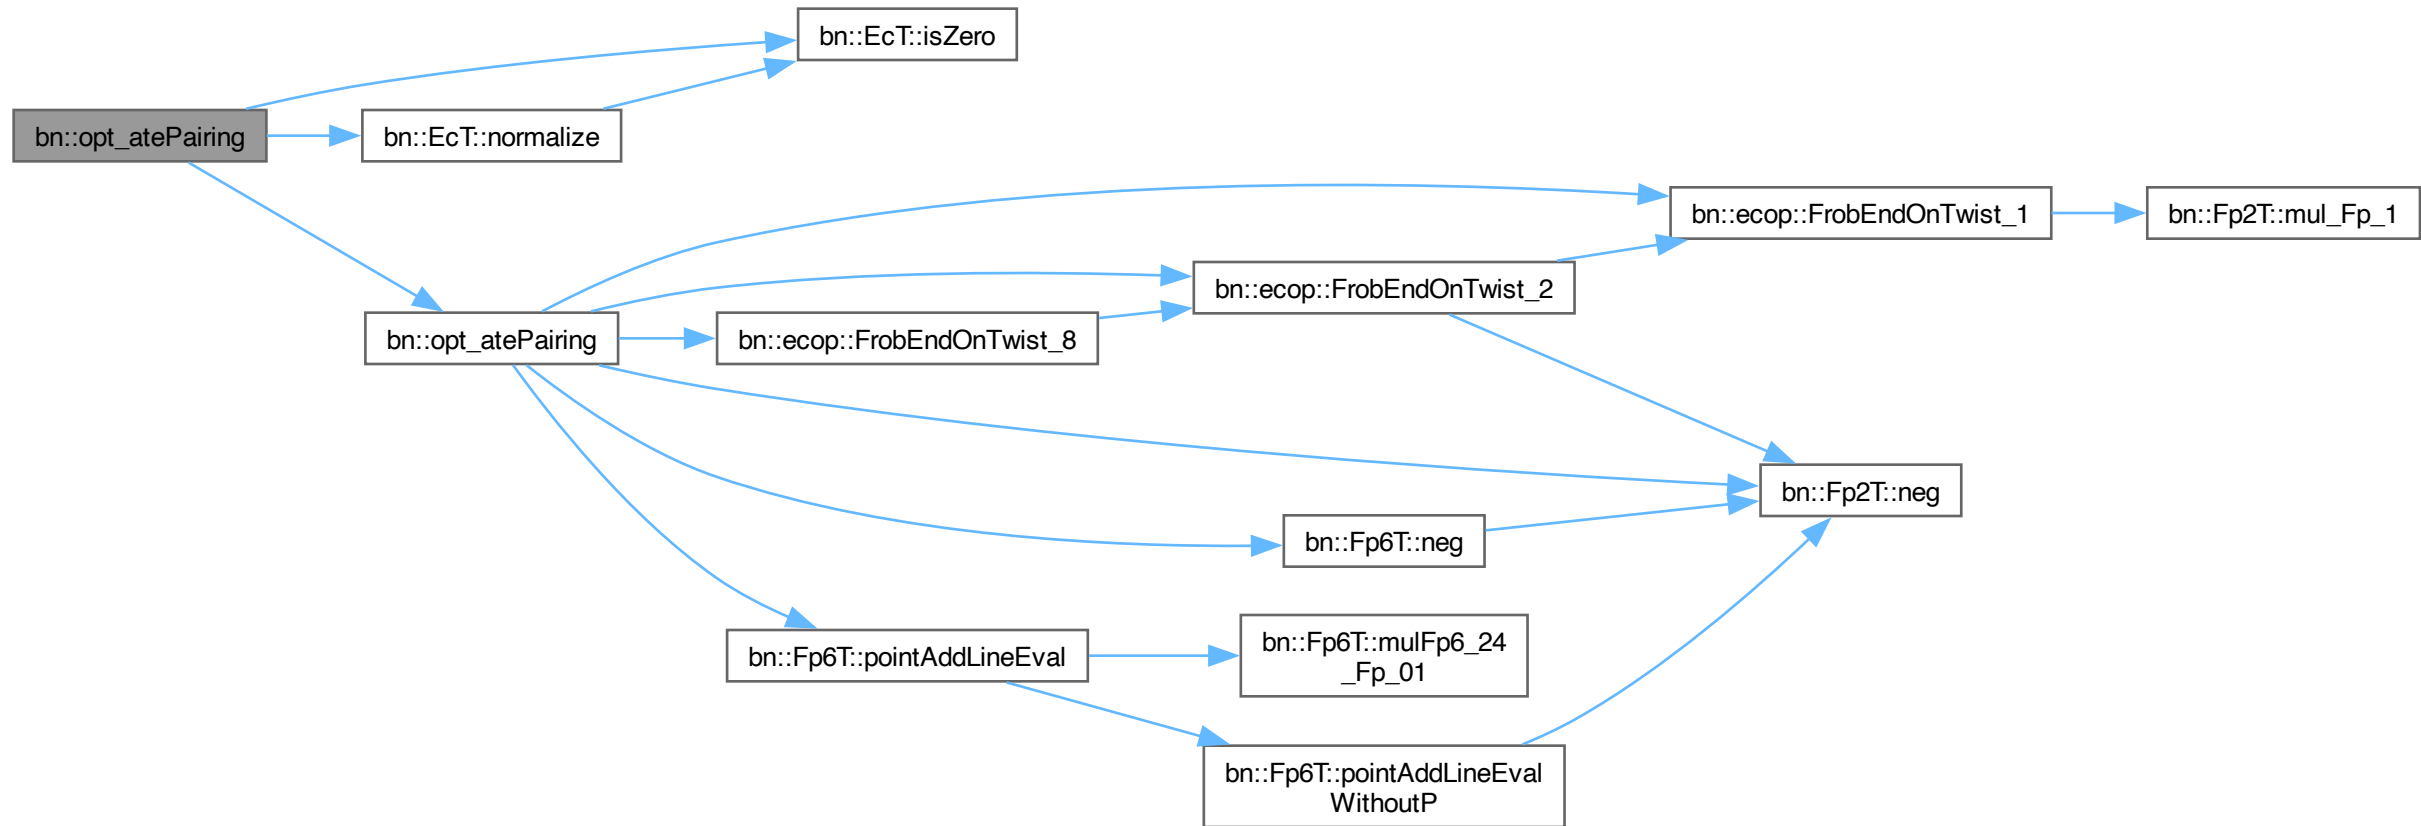 bn::EcT::isZero
bn::opt_atePairing
bn::EcT::normalize
bn::ecop::FrobEndOnTwist_1
bn::Fp2T::mul_Fp_1
bn::ecop::FrobEndOnTwist_2
bn::opt_atePairing
bn::ecop::FrobEndOnTwist_8
bn::Fp2T::neg
bn::Fp6T::neg
bn::Fp6T::pointAddLineEval
bn::Fp6T::mulFp6_24
_Fp_01
bn::Fp6T::pointAddLineEval
WithoutP